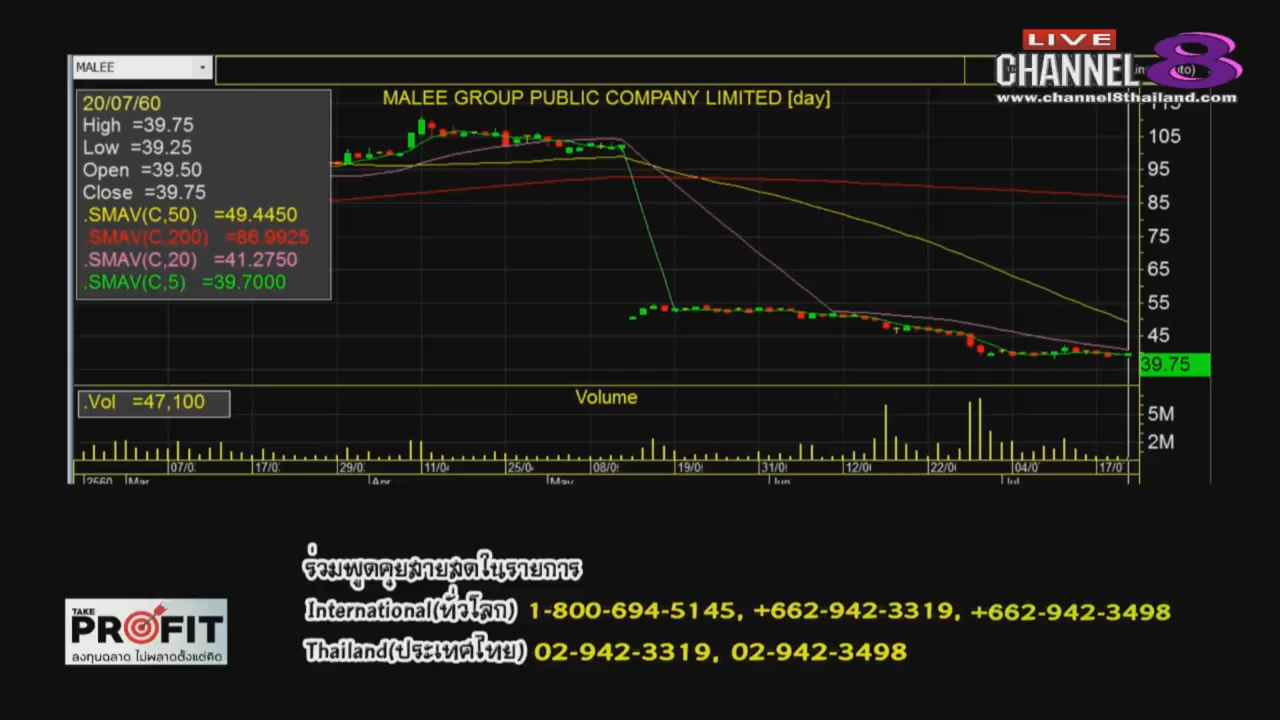 LIVE
CHANNEL 8
www.channel8thailand.com
MALEE
MALEE GROUP PUBLIC COMPANY LIMITED [day]
20/07/60
High =39.75
Low =39.25
Open =39.50
Close =39.75
.SMAV(C,50) =49.4450
.SMAV(C,200) =86.9925
.SMAV(C,20) =41.2750
.SMAV(C,5) =39.7000
115
105
95
85
75
65
55
45
39.75
.Vol =47,100
Volume
5M
2M
07/0 17/0 29/0 11/0 25/0 08/0 19/0 31/0 12/0 22/0 04/0 17/0
2560 Mar Apr May Jun Jul
ร่วมพูดคุยสายสดในรายการ
International(ทั่วโลก) 1-800-694-5145, +662-942-3319, +662-942-3498
Thailand(ประเทศไทย) 02-942-3319, 02-942-3498
TAKE
PROFIT
ลงทุนฉลาด ไม่พลาดตั้งแต่คิด